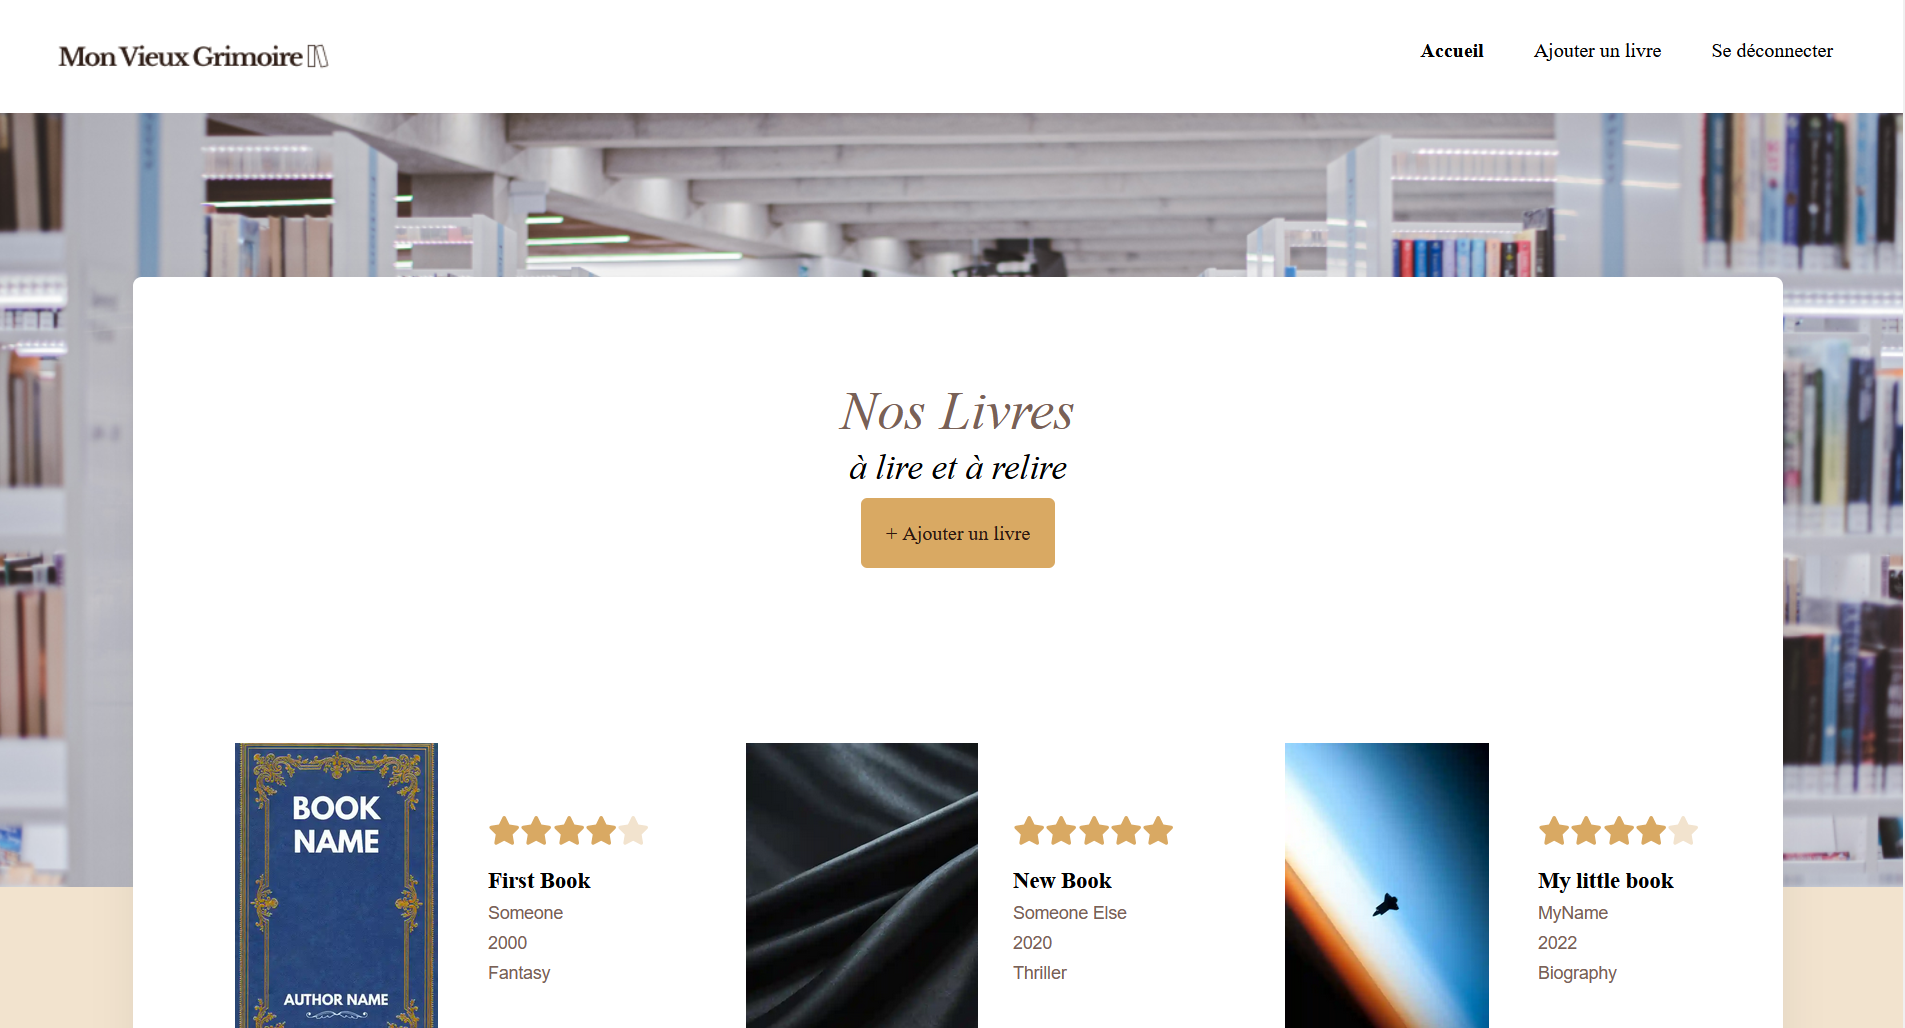 Mon Vieux Grimoire
Accueil
Ajouter un livre
Se déconnecter
Nos Livres
à lire et à relire
+ Ajouter un livre
BOOK
NAME
AUTHOR NAME
First Book
Someone
2000
Fantasy
New Book
Someone Else
2020
Thriller
My little book
MyName
2022
Biography